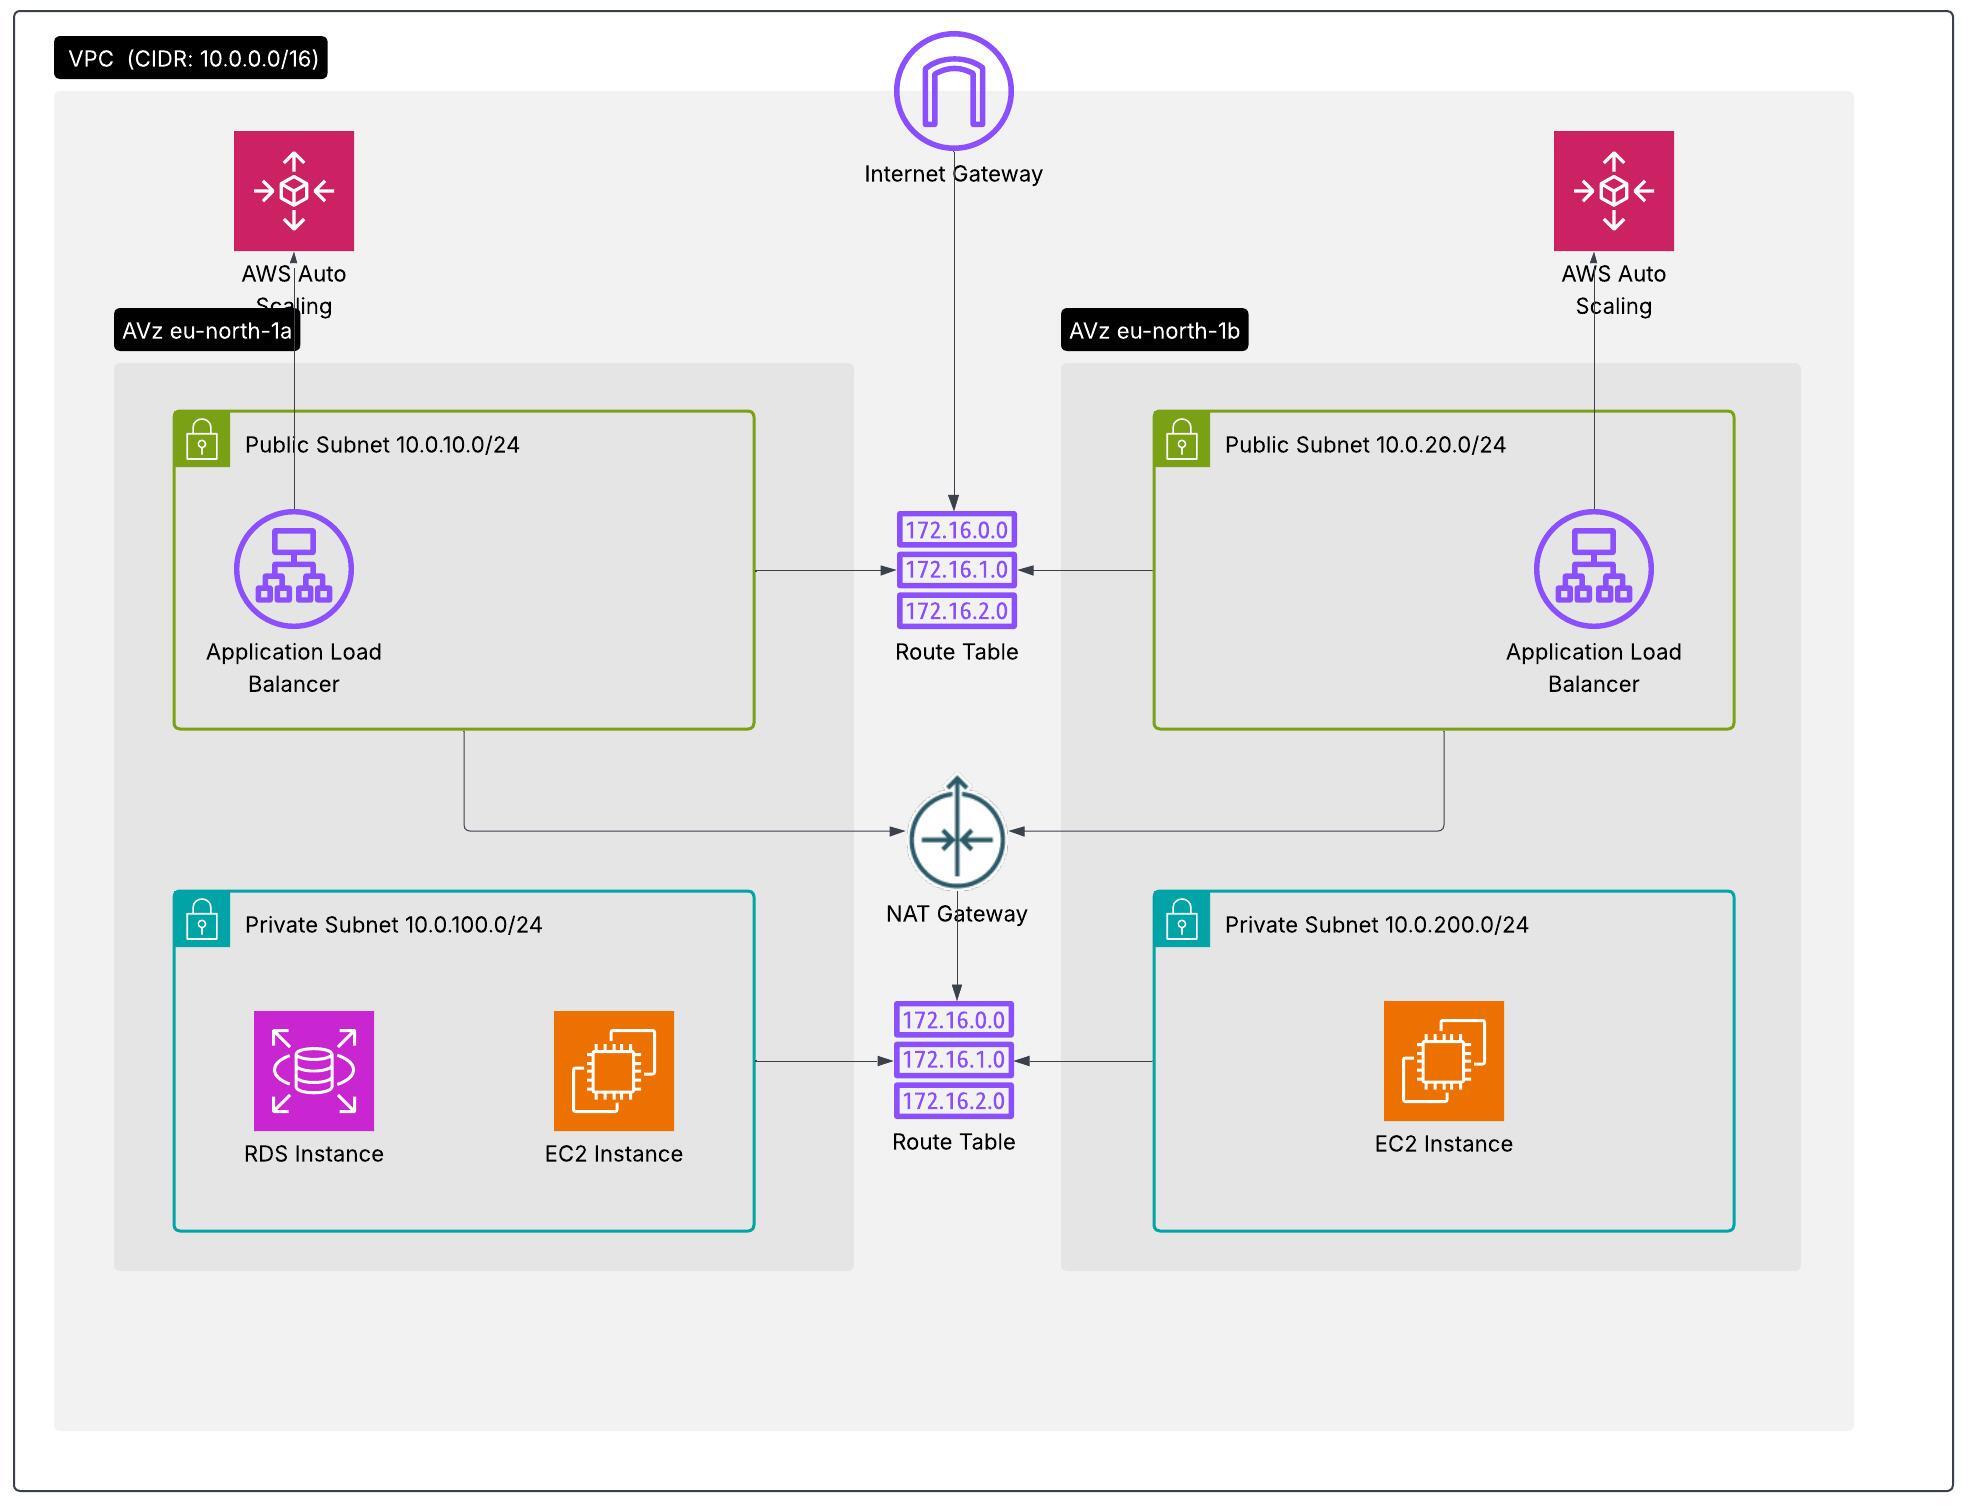 VPC (CIDR: 10.0.0.0/16)
Internet Gateway
AWS Auto
Scaling
AWS Auto
Scaling
AVz eu-north-1a
AVz eu-north-1b
Public Subnet 10.0.10.0/24
Public Subnet 10.0.20.0/24
172.16.0.0
172.16.1.0
172.16.2.0
Route Table
Application Load
Balancer
Application Load
Balancer
NAT Gateway
Private Subnet 10.0.100.0/24
Private Subnet 10.0.200.0/24
172.16.0.0
172.16.1.0
172.16.2.0
Route Table
RDS Instance
EC2 Instance
EC2 Instance